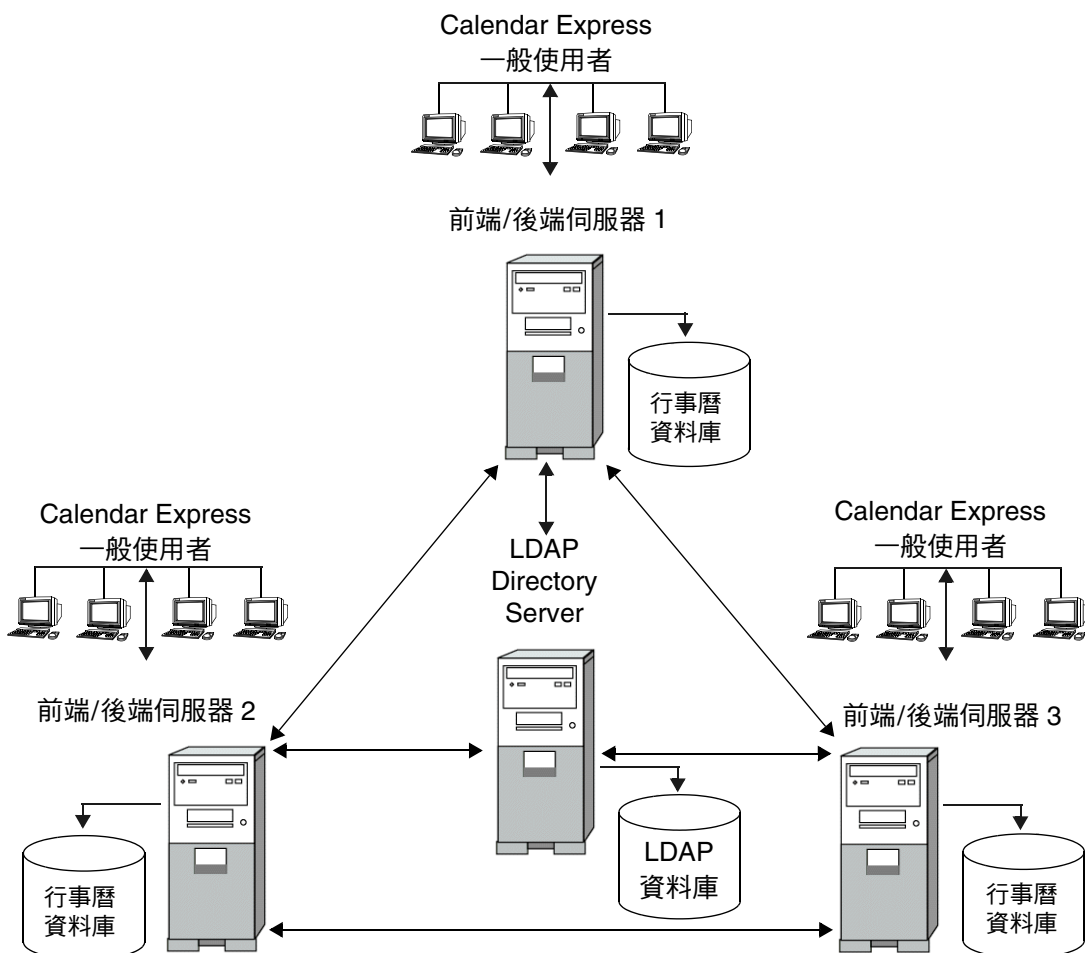 Calendar Express
一般使用者
前端/後端伺服器 1
行事曆
資料庫
Calendar Express
一般使用者
Calendar Express
一般使用者
LDAP
Directory
Server
前端/後端伺服器 2
前端/後端伺服器 3
行事曆
資料庫
LDAP
資料庫
行事曆
資料庫